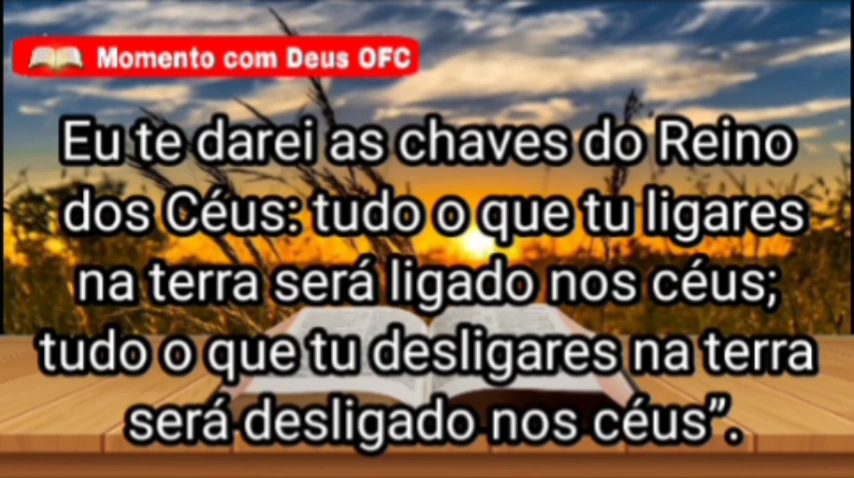 Momento com Deus OFC
Eu te darei as chaves do Reino
dos Céus: tudo o que tu ligares
na terra será ligado nos céus;
tudo o que tu desligares na terra
será desligado nos céus”.